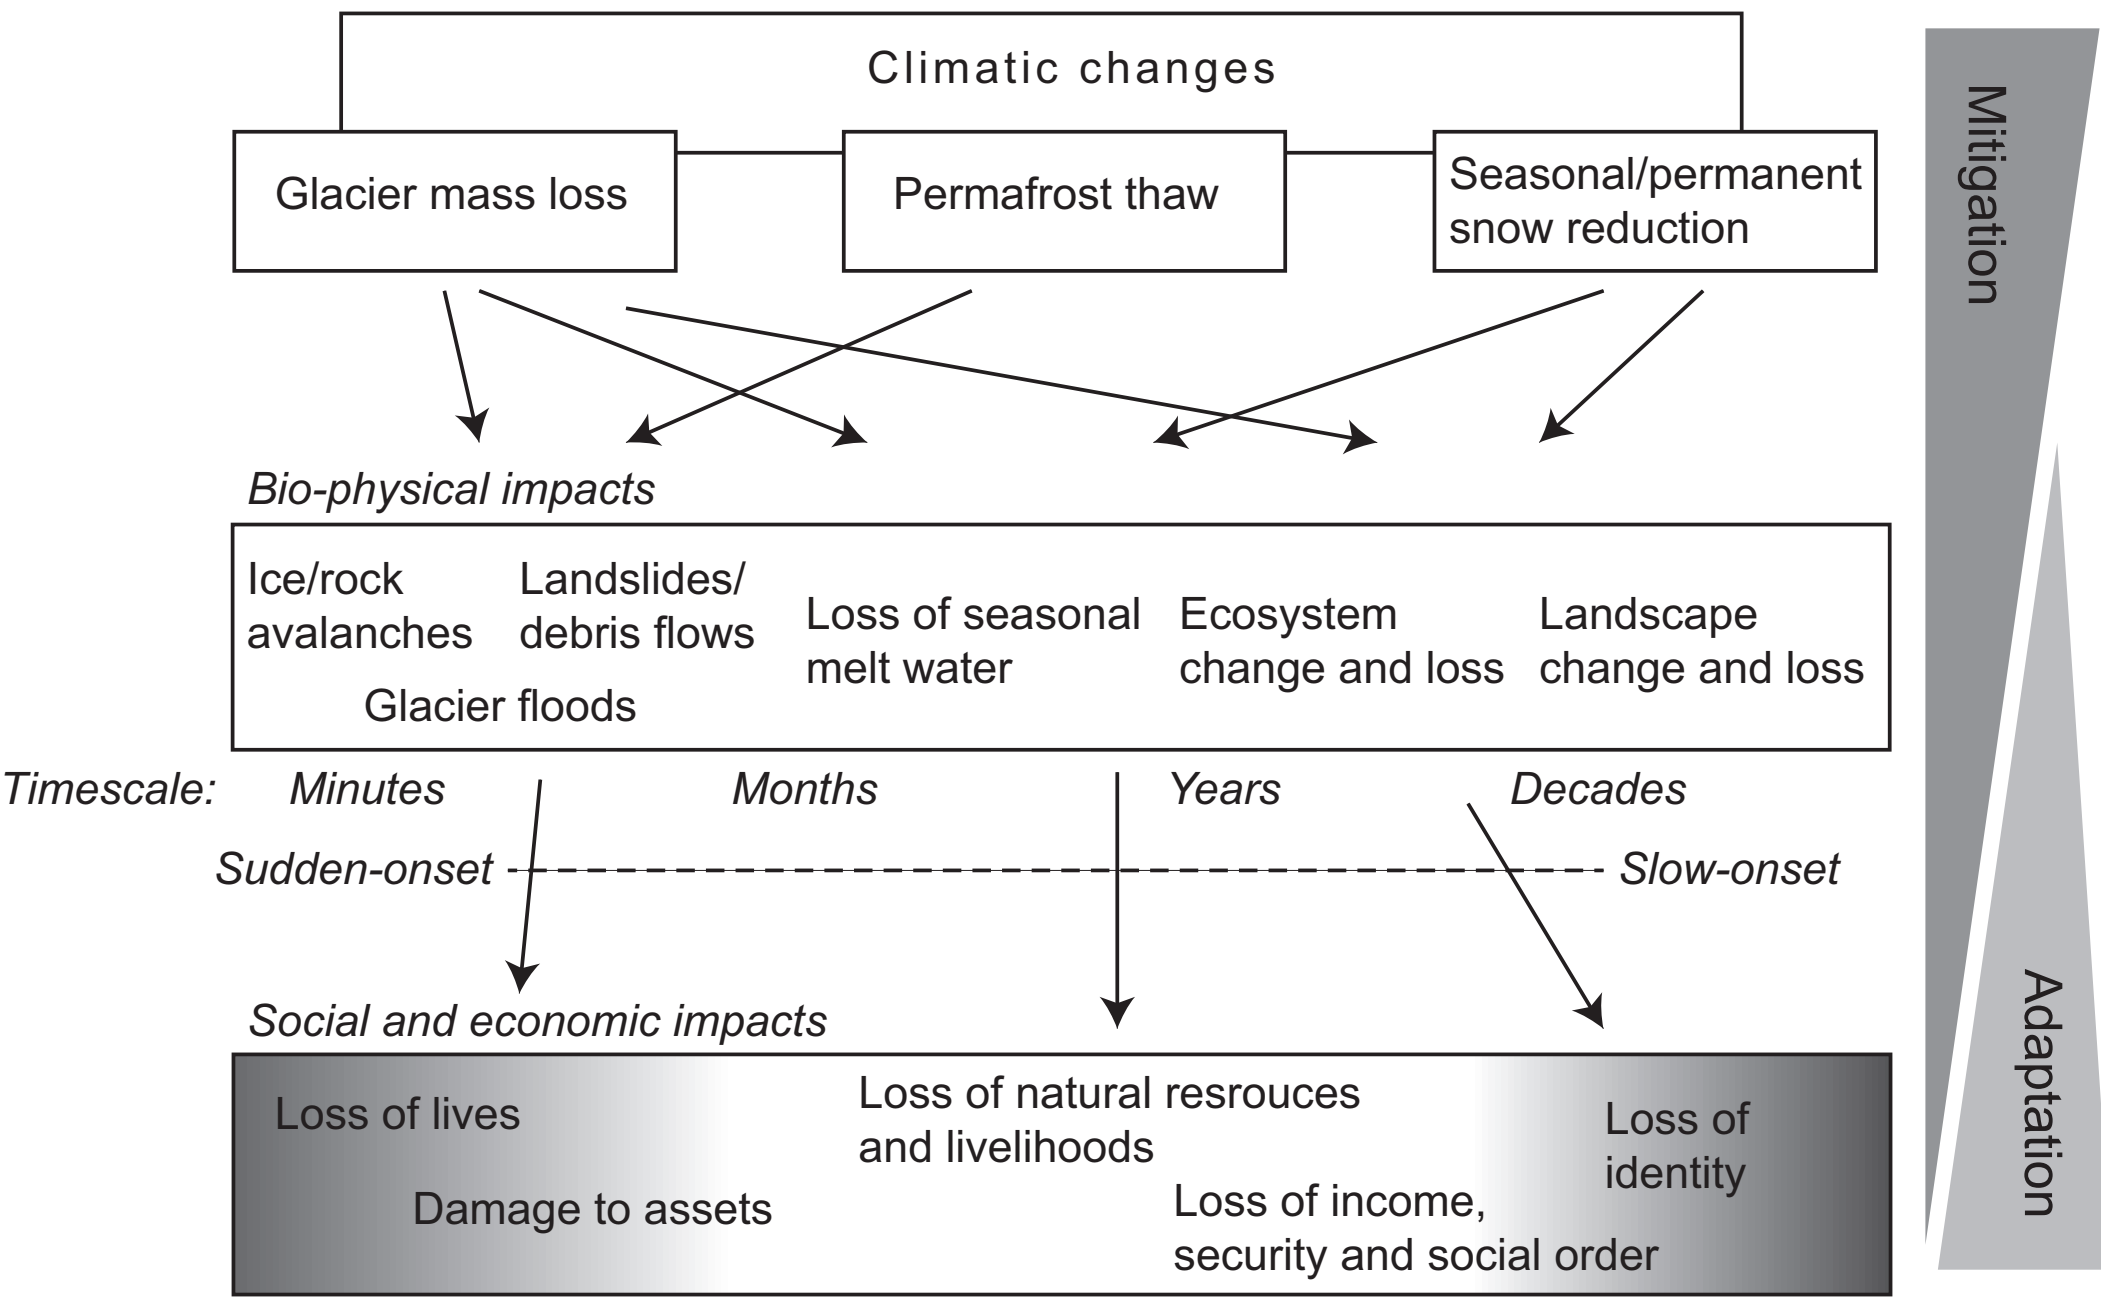 Climatic changes
Glacier mass loss
Permafrost thaw
Seasonal/permanent
snow reduction
Mitigation
Bio-physical impacts
Ice/rock
avalanches
Landslides/
debris flows
Glacier floods
Loss of seasonal
melt water
Ecosystem
change and loss
Landscape
change and loss
Timescale: Minutes Months Years Decades
Sudden-onset Slow-onset
Adaptation
Social and economic impacts
Loss of lives
Damage to assets
Loss of natural resrouces
and livelihoods
Loss of income,
security and social order
Loss of
identity